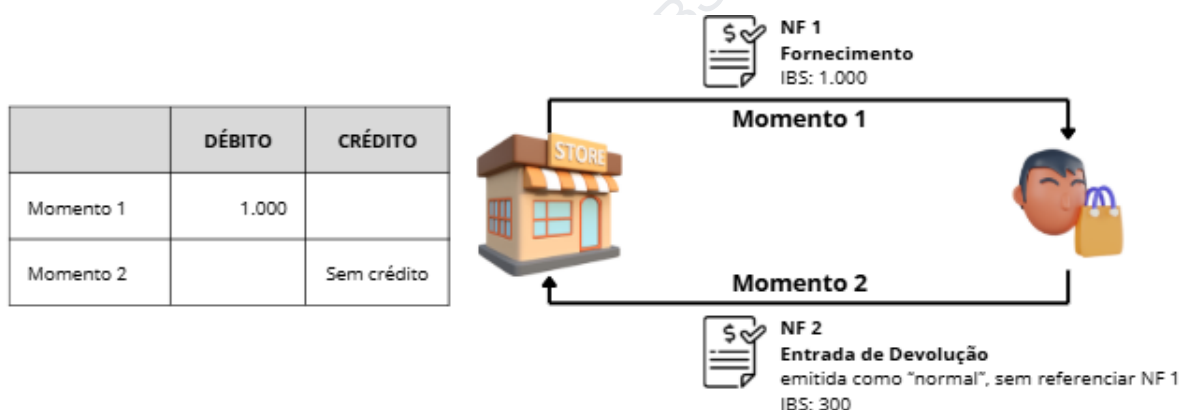 NF 1
Fornecimento
IBS: 1.000
Momento 1
DÉBITO CRÉDITO
Momento 1 1.000
Momento 2 Sem crédito
STORE
Momento 2
NF 2
Entrada de Devolução
emitida como “normal”, sem referenciar NF 1
IBS: 300